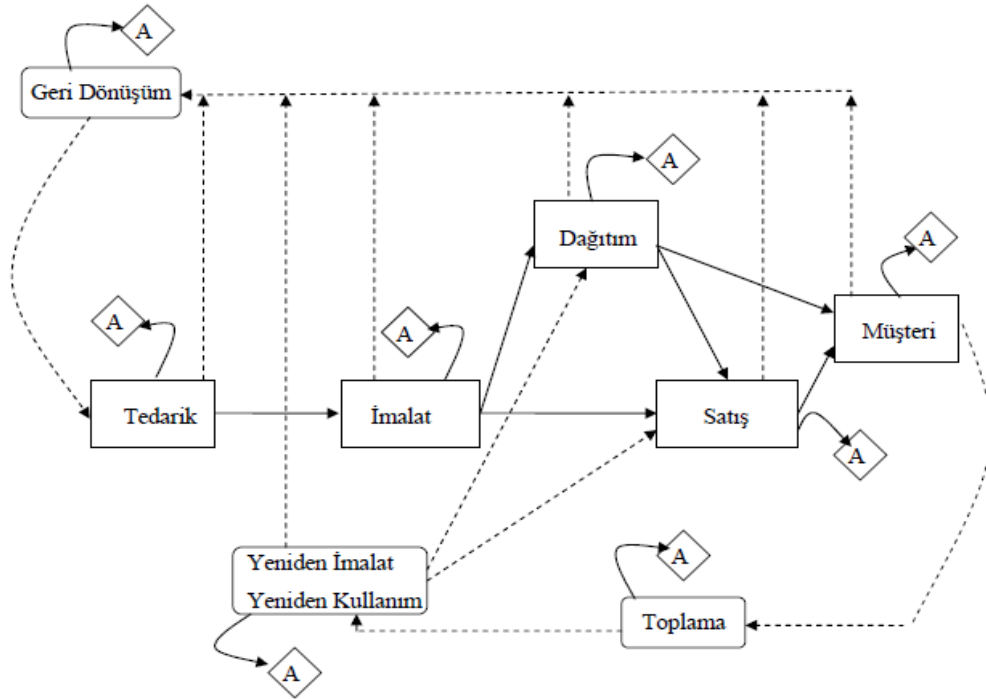 A
Geri Dönüşüm
A
Dağıtım
A
A
A
Müşteri
Tedarik
İmalat
Satış
A
Yeniden İmalat
Yeniden Kullanım
A
Toplama
A